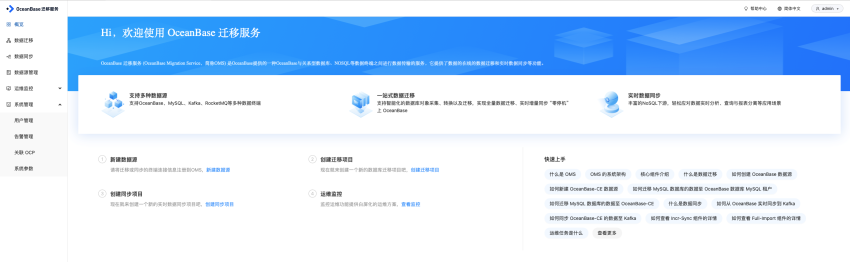 OceanBase 迁移服务
帮助中心
简体中文
admin
概览
数据迁移
数据同步
数据源管理
运维监控
系统管理
用户管理
告警管理
关联 OCP
系统参数
Hi，欢迎使用 OceanBase 迁移服务
OceanBase 迁移服务 (OceanBase Migration Service，简称OMS) 是OceanBase提供的一种OceanBase与关系型数据库、NOSQL等数据终端之间进行数据传输的服务，它提供了数据的在线的数据迁移和实时数据同步等功能。
支持多种数据源
支持OceanBase、MySQL、Kafka、RocketMQ等多种数据终端
一站式数据迁移
支持智能化的数据库对象采集、转换以及迁移，实现全量数据迁移、实时增量同步 “零停机”
上 OceanBase
实时数据同步
丰富的NoSQL下游，轻松应对数据实时分析、查询与报表分离等应用场景
1 新建数据源
请将迁移或同步的终端连接信息注册到OMS。新建数据源
2 创建迁移项目
现在就来创建一个新的数据库迁移项目吧。创建迁移项目
3 创建同步项目
现在就来创建一个新的实时数据同步项目吧。创建同步项目
4 运维监控
监控运维功能提供白屏化的运维方案。查看监控
快速上手
什么是 OMS
OMS 的系统架构
核心组件介绍
什么是数据迁移
如何创建 OceanBase 数据源
如何新建 OceanBase-CE 数据源
如何迁移 MySQL 数据库的数据至 OceanBase 数据库 MySQL 租户
如何迁移 MySQL 数据库的数据至 OceanBase-CE
什么是数据同步
如何从 OceanBase 实时同步到 Kafka
如何同步 OceanBase-CE 的数据至 Kafka
如何查看 Incr-Sync 组件的详情
如何查看 Full-Import 组件的详情
运维任务是什么
查看更多